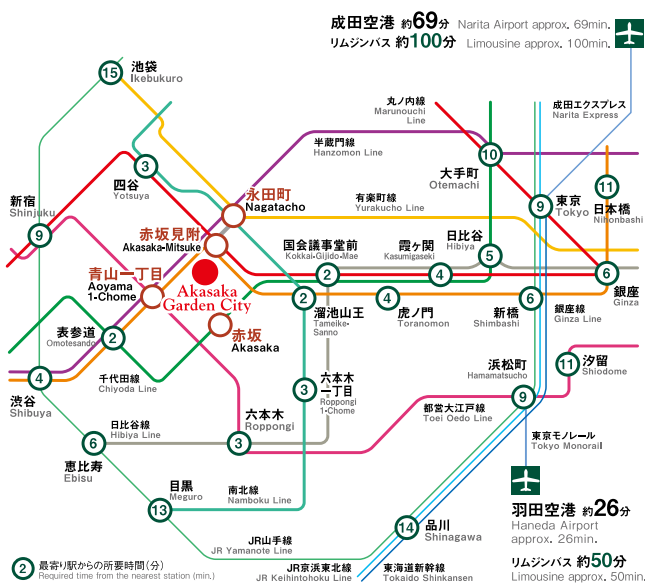 成田空港 約69分 Narita Airport approx. 69min.
リムジンバス 約100分 Limousine approx. 100min.
成田エクスプレス
Narita Express
丸ノ内線
Marunouchi
Line
半蔵門線
Hanzomon Line
池袋
Ikebukuro
15
四谷
Yotsuya
3
新宿
Shinjuku
9
永田町
Nagatacho
有楽町線
Yurakucho Line
大手町
Otemachi
10
東京
Tokyo
9
日本橋
Nihonbashi
11
赤坂見附
Akasaka-Mitsuke
国会議事堂前
Kokkai-Gijido-Mae
2
霞ヶ関
Kasumigaseki
4
日比谷
Hibiya
5
銀座
Ginza
6
青山一丁目
Aoyama
1-Chome
Akasaka
Garden City
赤坂
Akasaka
溜池山王
Tameike-
Sanno
2
虎ノ門
Toranomon
4
新橋
Shimbashi
6
銀座線
Ginza Line
表参道
Omotesando
2
渋谷
Shibuya
4
千代田線
Chiyoda Line
六本木
一丁目
Roppongi
1-Chome
3
浜松町
Hamamatsucho
9
汐留
Shiodome
11
日比谷線
Hibiya Line
六本木
Roppongi
3
都営大江戸線
Toei Oedo Line
東京モノレール
Tokyo Monorail
恵比寿
Ebisu
6
目黒
Meguro
13
南北線
Namboku Line
品川
Shinagawa
14
羽田空港 約26分
Haneda Airport
approx. 26min.
リムジンバス 約50分
Limousine approx. 50min.
JR山手線
JR Yamanote Line
JR京浜東北線
JR Keihintohoku Line
東海道新幹線
Tokaido Shinkansen
2 最寄り駅からの所要時間(分)
Required time from the nearest station (min.)